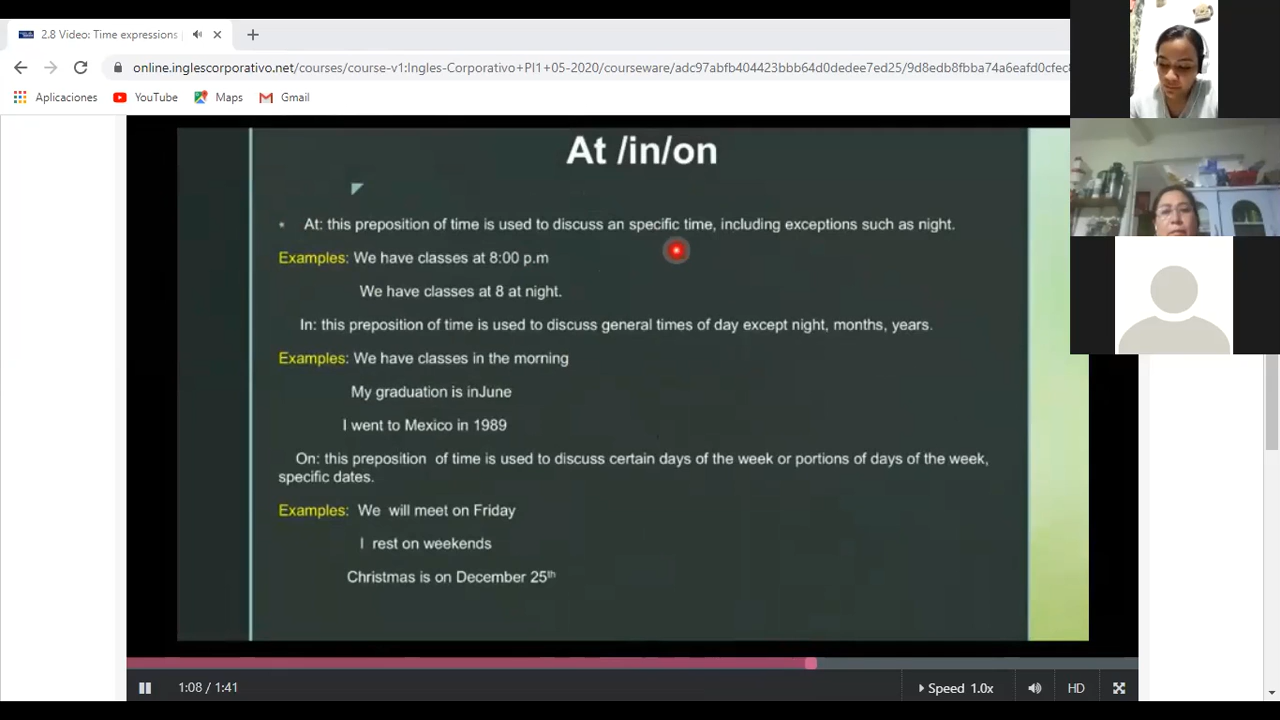 2.8 Video: Time expressions
online.inglescorporativo.net/courses/course-v1:Ingles-Corporativo+PI1+05-2020/courseware/adc97abfb404423bbb64d0dedee7ed25/9d8edb8fbba74a6eafd0cfec8
Aplicaciones YouTube Maps Gmail
At /in/on
At: this preposition of time is used to discuss an specific time, including exceptions such as night.
Examples: We have classes at 8:00 p.m
We have classes at 8 at night.
In: this preposition of time is used to discuss general times of day except night, months, years.
Examples: We have classes in the morning
My graduation is inJune
I went to Mexico in 1989
On: this preposition of time is used to discuss certain days of the week or portions of days of the week,
specific dates.
Examples: We will meet on Friday
I rest on weekends
Christmas is on December 25th
1:08 / 1:41 Speed 1.0x HD